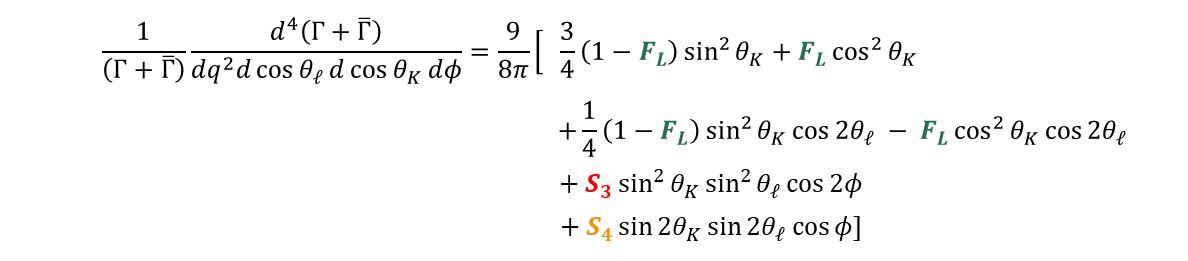 1/(Γ + Γ̄) d⁴(Γ + Γ̄)/(dq² d cos θ_ℓ d cos θ_K dϕ) = 9/8π [ 3/4 (1 − F_L) sin² θ_K + F_L cos² θ_K
+ 1/4 (1 − F_L) sin² θ_K cos 2θ_ℓ − F_L cos² θ_K cos 2θ_ℓ
+ S₃ sin² θ_K sin² θ_ℓ cos 2ϕ
+ S₄ sin 2θ_K sin 2θ_ℓ cos ϕ]